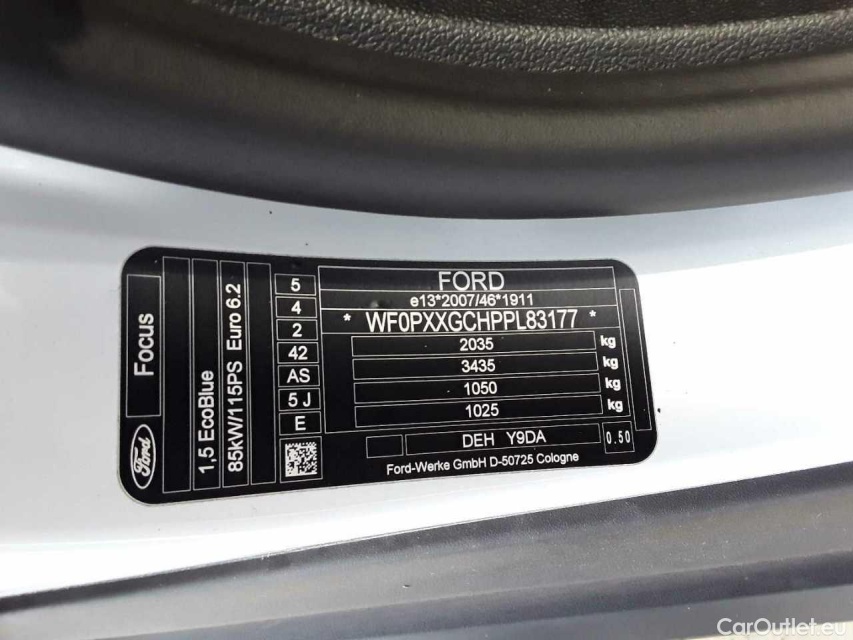 Focus
Ford
1,5 EcoBlue
85kW/115PS Euro 6.2
5
4
2
42
AS
5 J
E
FORD
e13*2007/46*1911
* WF0PXXGCHPPL83177 *
2035 kg
3435 kg
1050 kg
1025 kg
DEH Y9DA 0.50
Ford-Werke GmbH D-50725 Cologne
CarOutlet.eu